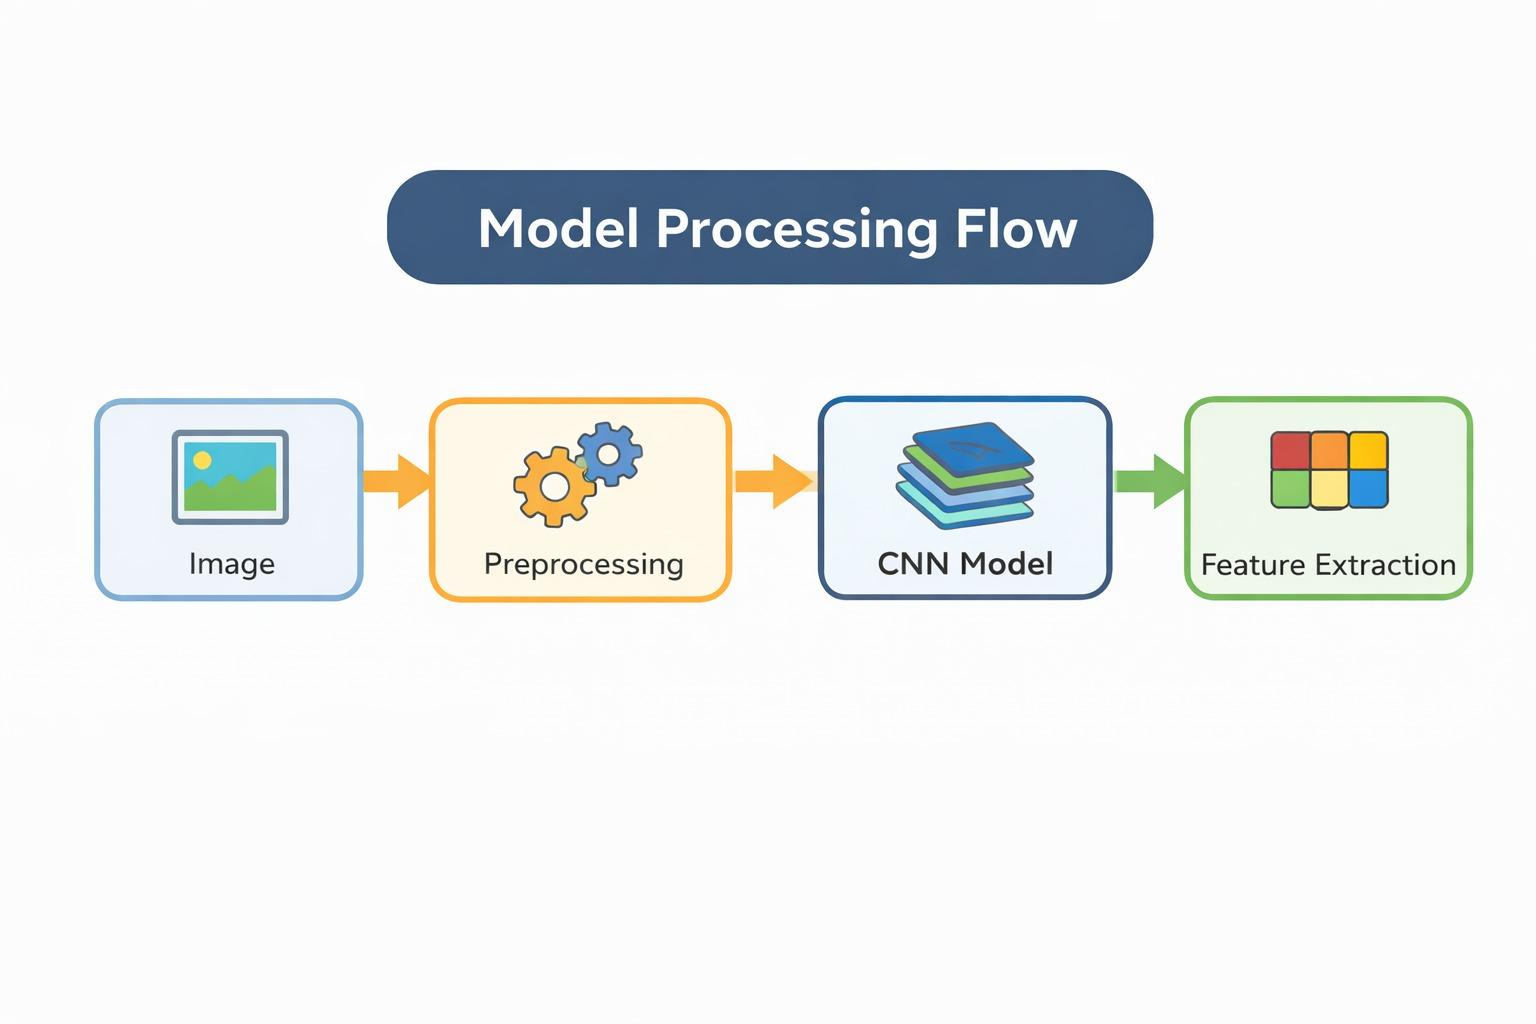 Model Processing Flow
Image
Preprocessing
CNN Model
Feature Extraction